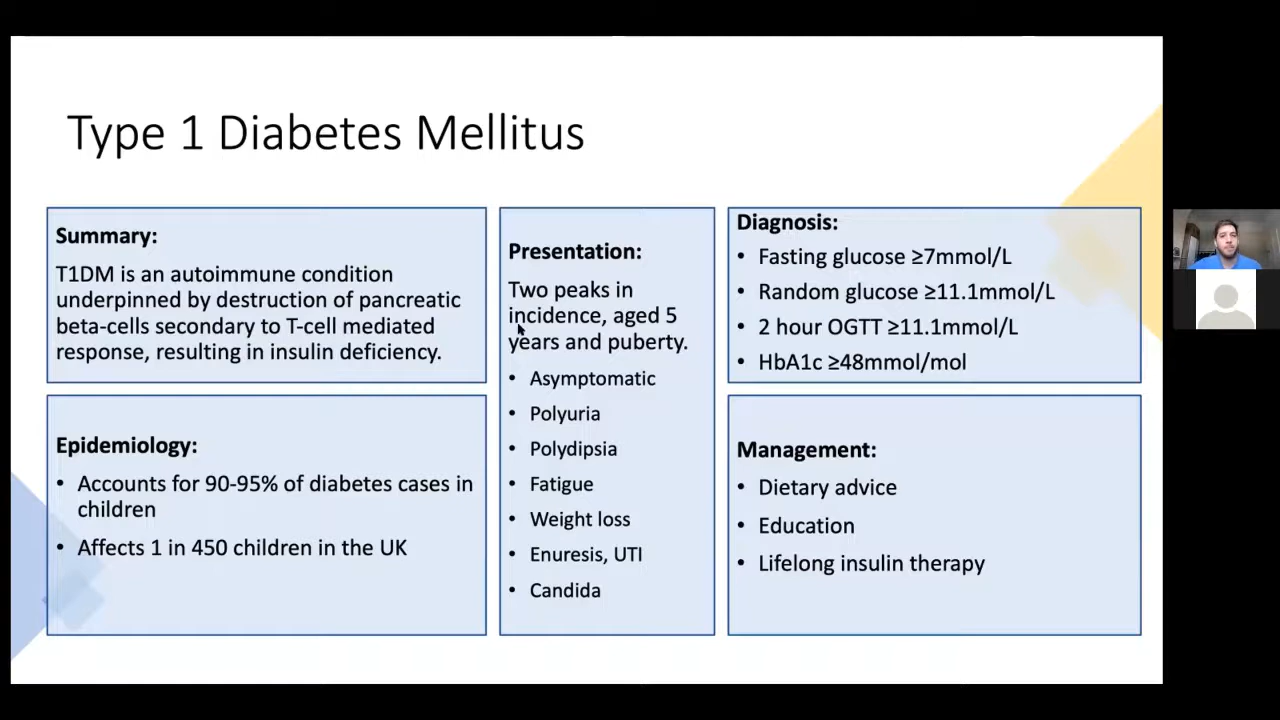 Type 1 Diabetes Mellitus
Summary:
T1DM is an autoimmune condition
underpinned by destruction of pancreatic
beta-cells secondary to T-cell mediated
response, resulting in insulin deficiency.
Epidemiology:
• Accounts for 90-95% of diabetes cases in
children
• Affects 1 in 450 children in the UK
Presentation:
Two peaks in
incidence, aged 5
years and puberty.
• Asymptomatic
• Polyuria
• Polydipsia
• Fatigue
• Weight loss
• Enuresis, UTI
• Candida
Diagnosis:
• Fasting glucose ≥7mmol/L
• Random glucose ≥11.1mmol/L
• 2 hour OGTT ≥11.1mmol/L
• HbA1c ≥48mmol/mol
Management:
• Dietary advice
• Education
• Lifelong insulin therapy